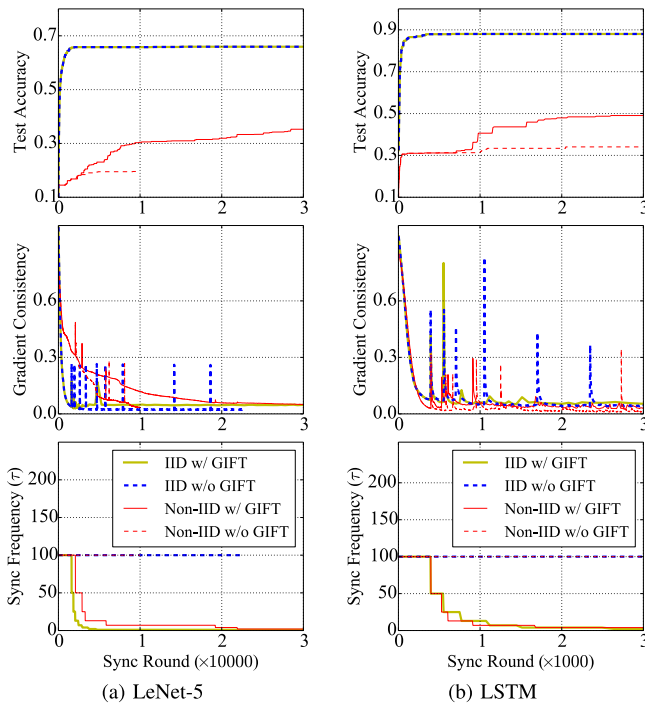 0.7
0.5
0.3
0.1
Test Accuracy
0 1 2 3
0.9
0.7
0.5
0.3
0.1
Test Accuracy
0 1 2 3
0.6
0.3
0.0
Gradient Consistency
0 1 2 3
0.6
0.3
0.0
Gradient Consistency
0 1 2 3
200
150
100
50
0
Sync Frequency (τ)
IID w/ GIFT
IID w/o GIFT
Non-IID w/ GIFT
Non-IID w/o GIFT
0 1 2 3
Sync Round (×10000)
(a) LeNet-5
200
150
100
50
0
Sync Frequency (τ)
IID w/ GIFT
IID w/o GIFT
Non-IID w/ GIFT
Non-IID w/o GIFT
0 1 2 3
Sync Round (×1000)
(b) LSTM